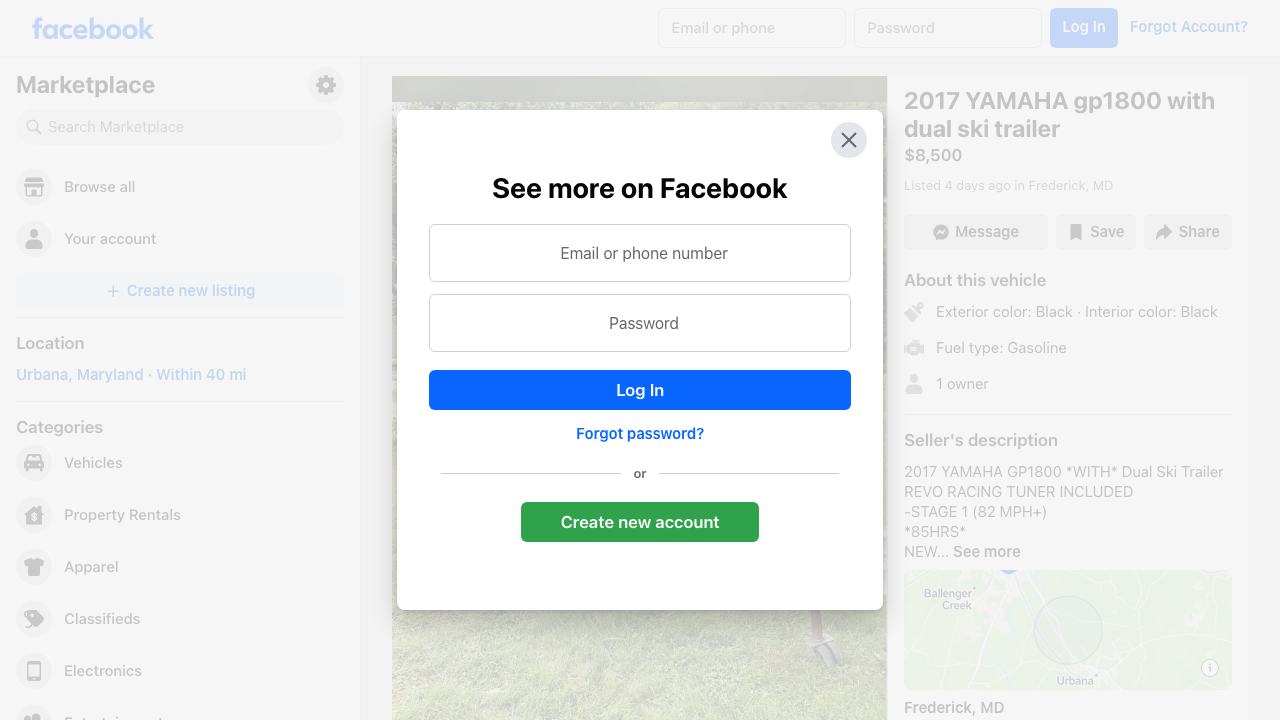 facebook
Email or phone
Password
Log In
Forgot Account?
Marketplace
Search Marketplace
Browse all
Your account
Create new listing
Location
Urbana, Maryland · Within 40 mi
Categories
Vehicles
Property Rentals
Apparel
Classifieds
Electronics
See more on Facebook
Email or phone number
Password
Log In
Forgot password?
or
Create new account
2017 YAMAHA gp1800 with
dual ski trailer
$8,500
Listed 4 days ago in Frederick, MD
Message
Save
Share
About this vehicle
Exterior color: Black · Interior color: Black
Fuel type: Gasoline
1 owner
Seller's description
2017 YAMAHA GP1800 *WITH* Dual Ski Trailer
REVO RACING TUNER INCLUDED
-STAGE 1 (82 MPH+)
*85HRS*
NEW... See more
Ballenger
Creek
Urbana
Frederick, MD